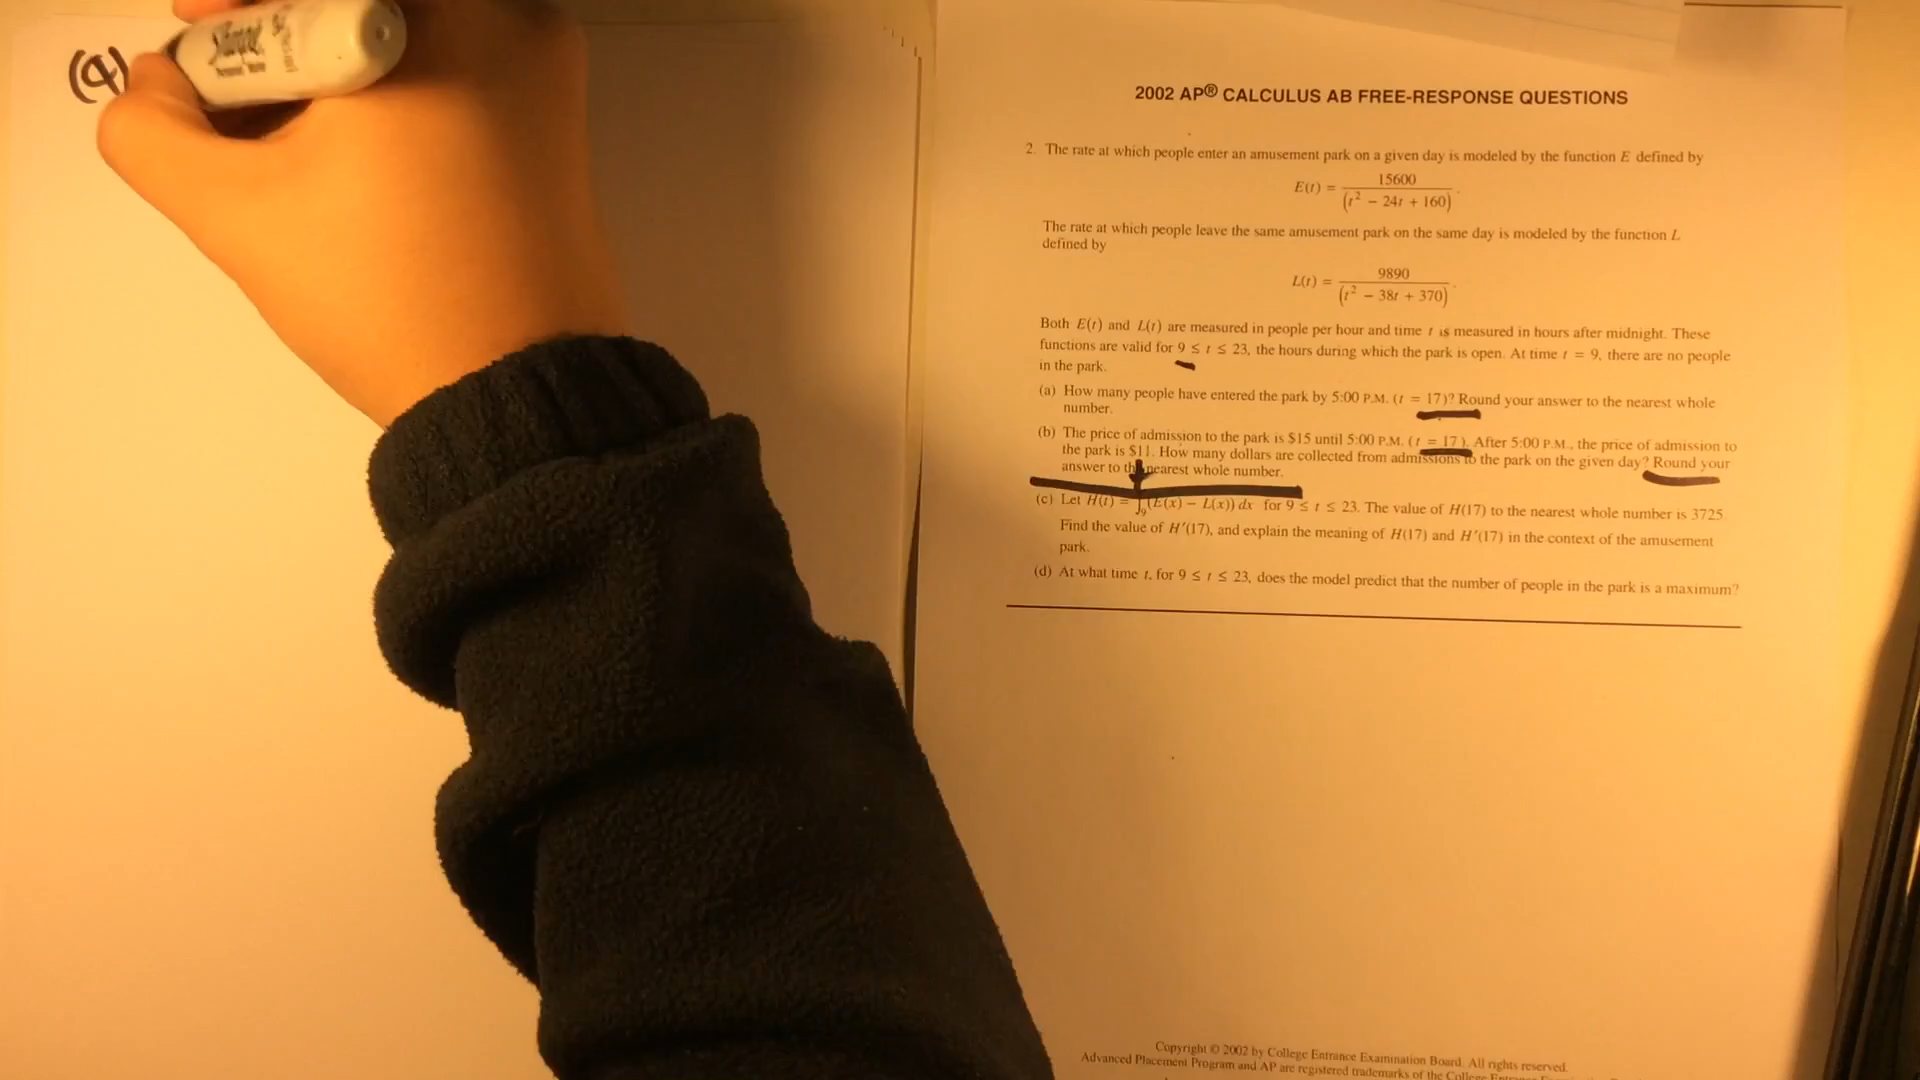 (a)
Sharpie
2002 AP® CALCULUS AB FREE-RESPONSE QUESTIONS
2. The rate at which people enter an amusement park on a given day is modeled by the function E defined by
E(t) = 15600 / (t² − 24t + 160).
The rate at which people leave the same amusement park on the same day is modeled by the function L
defined by
L(t) = 9890 / (t² − 38t + 370).
Both E(t) and L(t) are measured in people per hour and time t is measured in hours after midnight. These
functions are valid for 9 ≤ t ≤ 23, the hours during which the park is open. At time t = 9, there are no people
in the park.
(a) How many people have entered the park by 5:00 P.M. (t = 17)? Round your answer to the nearest whole
number.
(b) The price of admission to the park is $15 until 5:00 P.M. (t = 17). After 5:00 P.M., the price of admission to
the park is $11. How many dollars are collected from admissions to the park on the given day? Round your
answer to the nearest whole number.
(c) Let H(t) = ∫₉ (E(x) − L(x)) dx for 9 ≤ t ≤ 23. The value of H(17) to the nearest whole number is 3725.
Find the value of H′(17), and explain the meaning of H(17) and H′(17) in the context of the amusement
park.
(d) At what time t, for 9 ≤ t ≤ 23, does the model predict that the number of people in the park is a maximum?
Copyright © 2002 by College Entrance Examination Board. All rights reserved.
Advanced Placement Program and AP are registered trademarks of the College